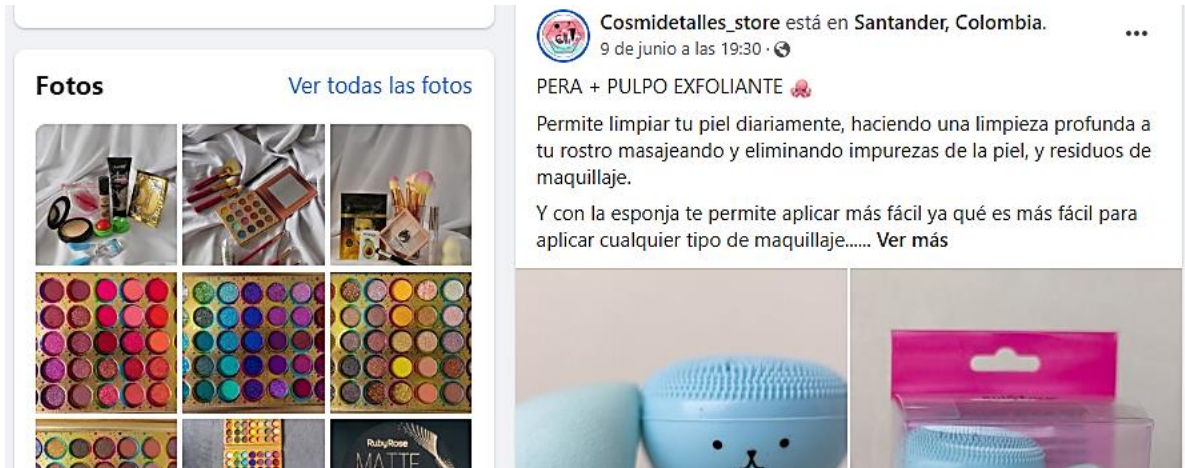 Fotos
Ver todas las fotos
RubyRose
MATTE
Cosmidetalles_store está en Santander, Colombia.
9 de junio a las 19:30 ·
PERA + PULPO EXFOLIANTE 🐙
Permite limpiar tu piel diariamente, haciendo una limpieza profunda a
tu rostro masajeando y eliminando impurezas de la piel, y residuos de
maquillaje.
Y con la esponja te permite aplicar más fácil ya qué es más fácil para
aplicar cualquier tipo de maquillaje...... Ver más